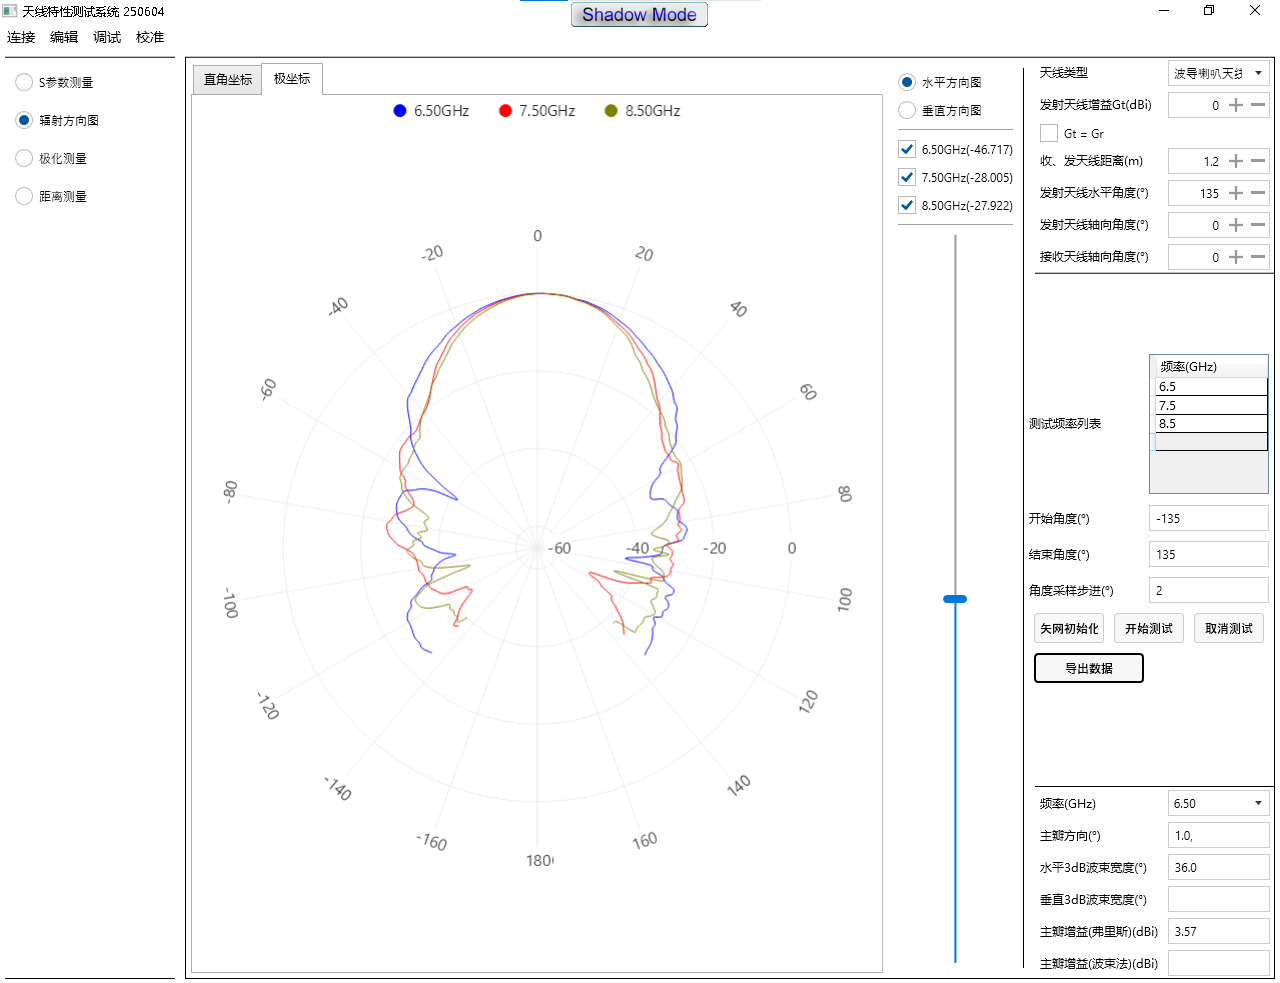 天线特性测试系统 250604
Shadow Mode
连接 编辑 调试 校准
S参数测量
辐射方向图
极化测量
距离测量
直角坐标 极坐标
6.50GHz 7.50GHz 8.50GHz
0
-20 20
-40 40
-60 60
-80 80
-60 -40 -20 0
-100 100
-120 120
-140 140
-160 160
180
水平方向图
垂直方向图
6.50GHz(-46.717)
7.50GHz(-28.005)
8.50GHz(-27.922)
天线类型 波导喇叭天线
发射天线增益Gt(dBi) 0
Gt = Gr
收、发天线距离(m) 1.2
发射天线水平角度(°) 135
发射天线轴向角度(°) 0
接收天线轴向角度(°) 0
频率(GHz)
6.5
7.5
8.5
测试频率列表
开始角度(°) -135
结束角度(°) 135
角度采样步进(°) 2
矢网初始化 开始测试 取消测试
导出数据
频率(GHz) 6.50
主瓣方向(°) 1.0,
水平3dB波束宽度(°) 36.0
垂直3dB波束宽度(°)
主瓣增益(弗里斯)(dBi) 3.57
主瓣增益(波束法)(dBi)